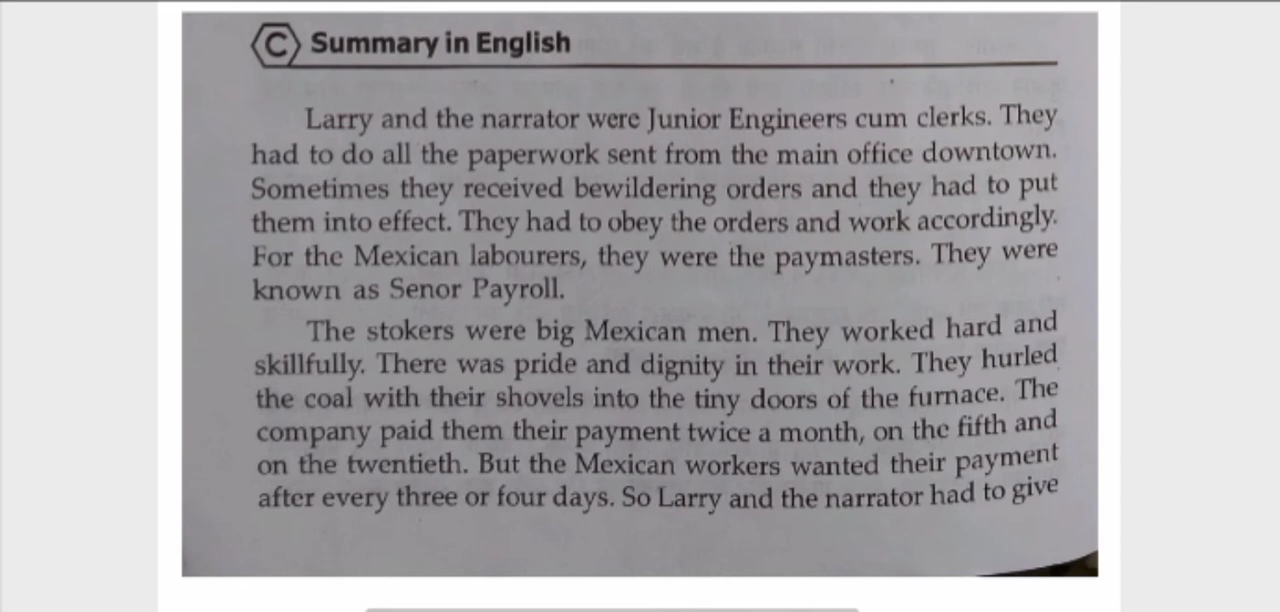 C Summary in English
Larry and the narrator were Junior Engineers cum clerks. They
had to do all the paperwork sent from the main office downtown.
Sometimes they received bewildering orders and they had to put
them into effect. They had to obey the orders and work accordingly.
For the Mexican labourers, they were the paymasters. They were
known as Senor Payroll.
The stokers were big Mexican men. They worked hard and
skillfully. There was pride and dignity in their work. They hurled
the coal with their shovels into the tiny doors of the furnace. The
company paid them their payment twice a month, on the fifth and
on the twentieth. But the Mexican workers wanted their payment
after every three or four days. So Larry and the narrator had to give